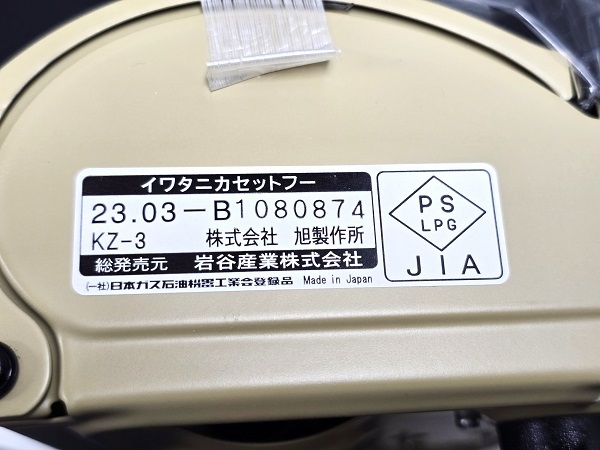 イワタニカセットフー
23.03-B1080874
KZ-3 株式会社 旭製作所
総発売元 岩谷産業株式会社
(一社)日本ガス石油機器工業会登録品 Made in Japan
PS
LPG
JIA